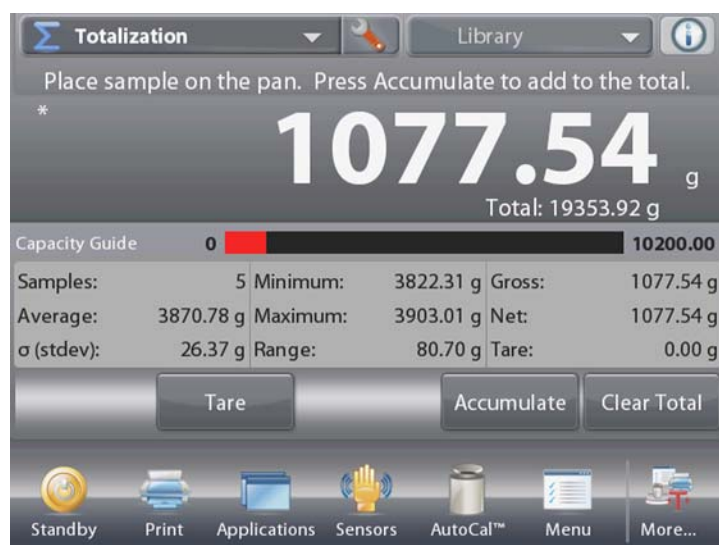 Σ Totalization Library
Place sample on the pan. Press Accumulate to add to the total.
*
1077.54 g
Total: 19353.92 g
Capacity Guide 0 10200.00
Samples: 5 Minimum: 3822.31 g Gross: 1077.54 g
Average: 3870.78 g Maximum: 3903.01 g Net: 1077.54 g
σ (stdev): 26.37 g Range: 80.70 g Tare: 0.00 g
Tare Accumulate Clear Total
Standby Print Applications Sensors AutoCal™ Menu More...